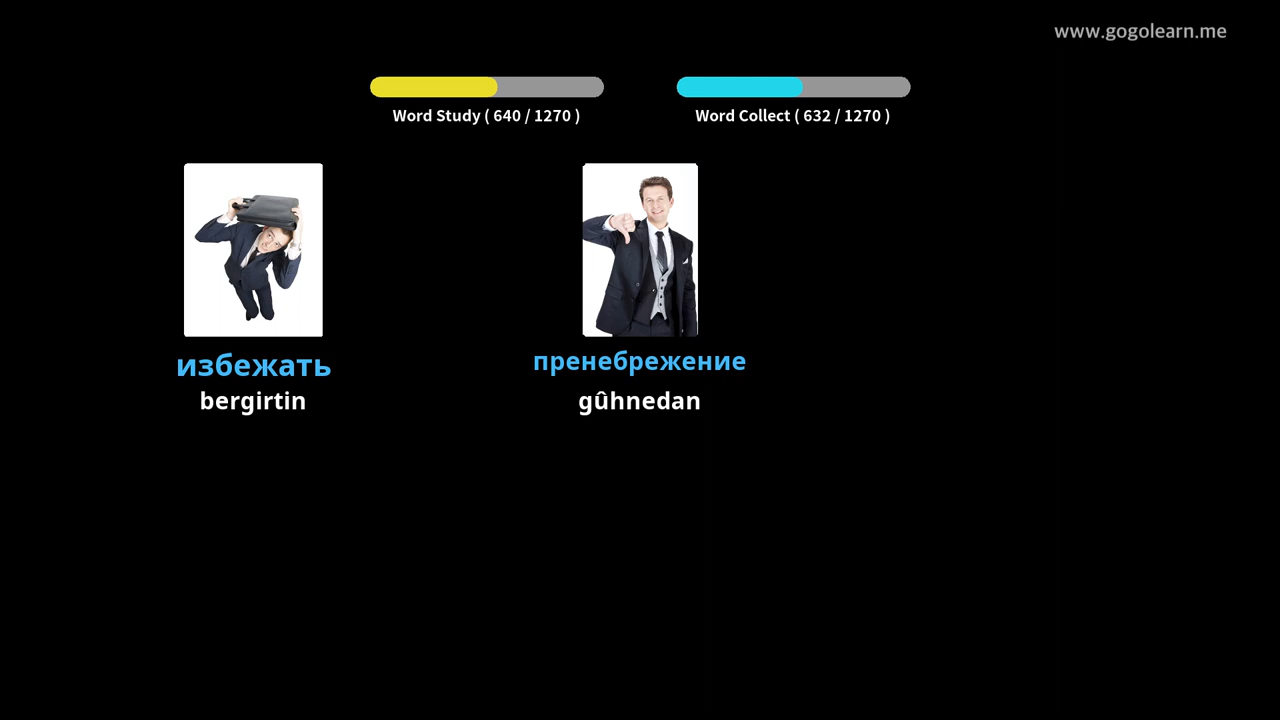 www.gogolearn.me
Word Study ( 640 / 1270 )
Word Collect ( 632 / 1270 )
избежать
bergirtin
пренебрежение
gûhnedan